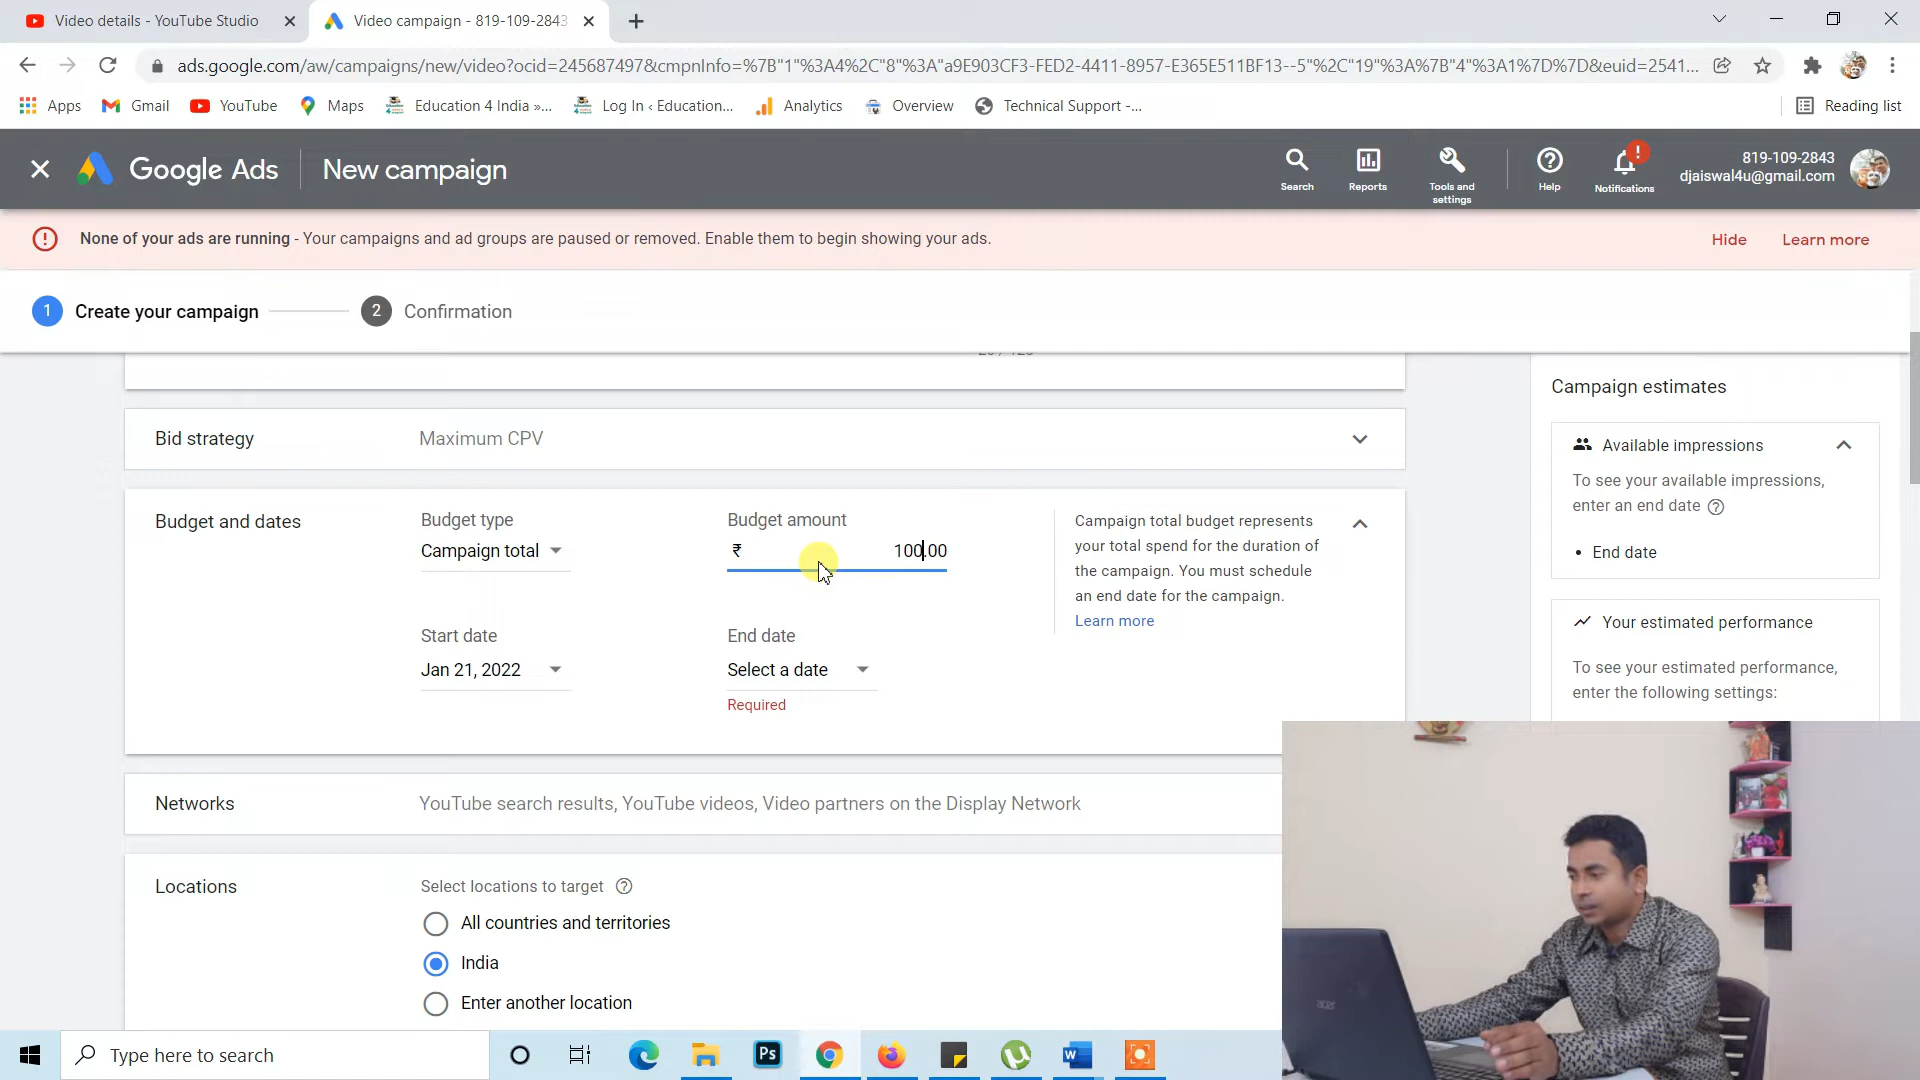 Video details - YouTube Studio
Video campaign - 819-109-2843
ads.google.com/aw/campaigns/new/video?ocid=245687497&cmpnInfo=%7B"1"%3A4%2C"8"%3A"a9E903CF3-FED2-4411-8957-E365E511BF13--5"%2C"19"%3A%7B"4"%3A1%7D%7D&euid=2541...
Apps Gmail YouTube Maps Education 4 India »... Log In ‹ Education... Analytics Overview Technical Support -... Reading list
Google Ads New campaign
Search Reports Tools and settings Help Notifications
819-109-2843
djaiswal4u@gmail.com
None of your ads are running - Your campaigns and ad groups are paused or removed. Enable them to begin showing your ads. Hide Learn more
1 Create your campaign 2 Confirmation
Campaign estimates
Bid strategy Maximum CPV
Available impressions
To see your available impressions,
enter an end date
• End date
Budget and dates
Budget type
Campaign total
Budget amount
₹ 100.00
Campaign total budget represents
your total spend for the duration of
the campaign. You must schedule
an end date for the campaign.
Learn more
Start date
Jan 21, 2022
End date
Select a date
Required
Your estimated performance
To see your estimated performance,
enter the following settings:
Networks YouTube search results, YouTube videos, Video partners on the Display Network
Locations
Select locations to target
All countries and territories
India
Enter another location
acer
Type here to search
Ps
W